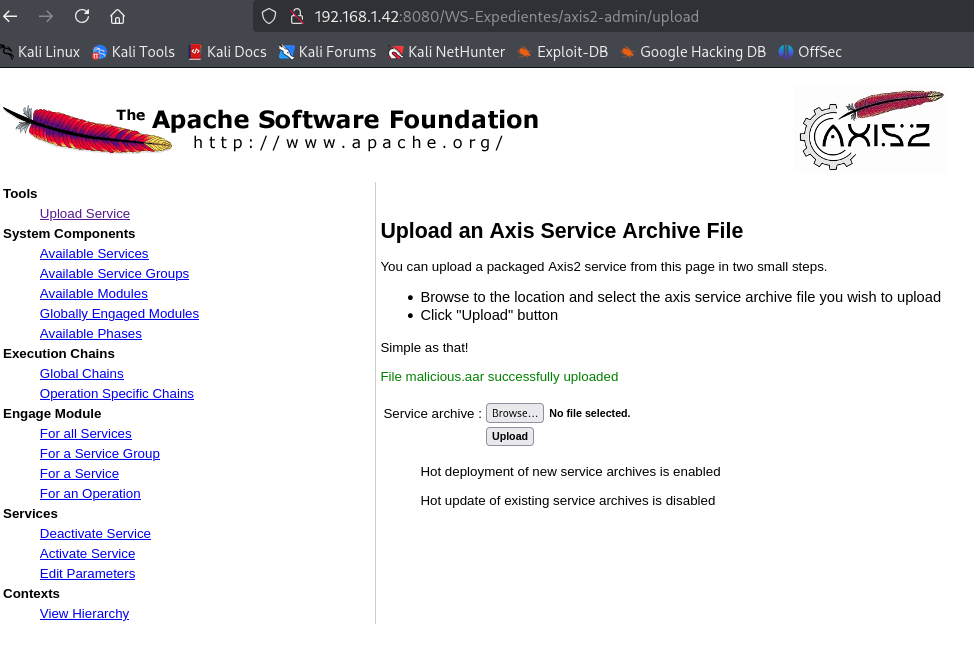 192.168.1.42:8080/WS-Expedientes/axis2-admin/upload
Kali Linux Kali Tools Kali Docs Kali Forums Kali NetHunter Exploit-DB Google Hacking DB OffSec
The Apache Software Foundation
http://www.apache.org/
AXIS2
Tools
Upload Service
System Components
Available Services
Available Service Groups
Available Modules
Globally Engaged Modules
Available Phases
Execution Chains
Global Chains
Operation Specific Chains
Engage Module
For all Services
For a Service Group
For a Service
For an Operation
Services
Deactivate Service
Activate Service
Edit Parameters
Contexts
View Hierarchy
Upload an Axis Service Archive File
You can upload a packaged Axis2 service from this page in two small steps.
• Browse to the location and select the axis service archive file you wish to upload
• Click "Upload" button
Simple as that!
File malicious.aar successfully uploaded
Service archive : Browse... No file selected.
Upload
Hot deployment of new service archives is enabled
Hot update of existing service archives is disabled